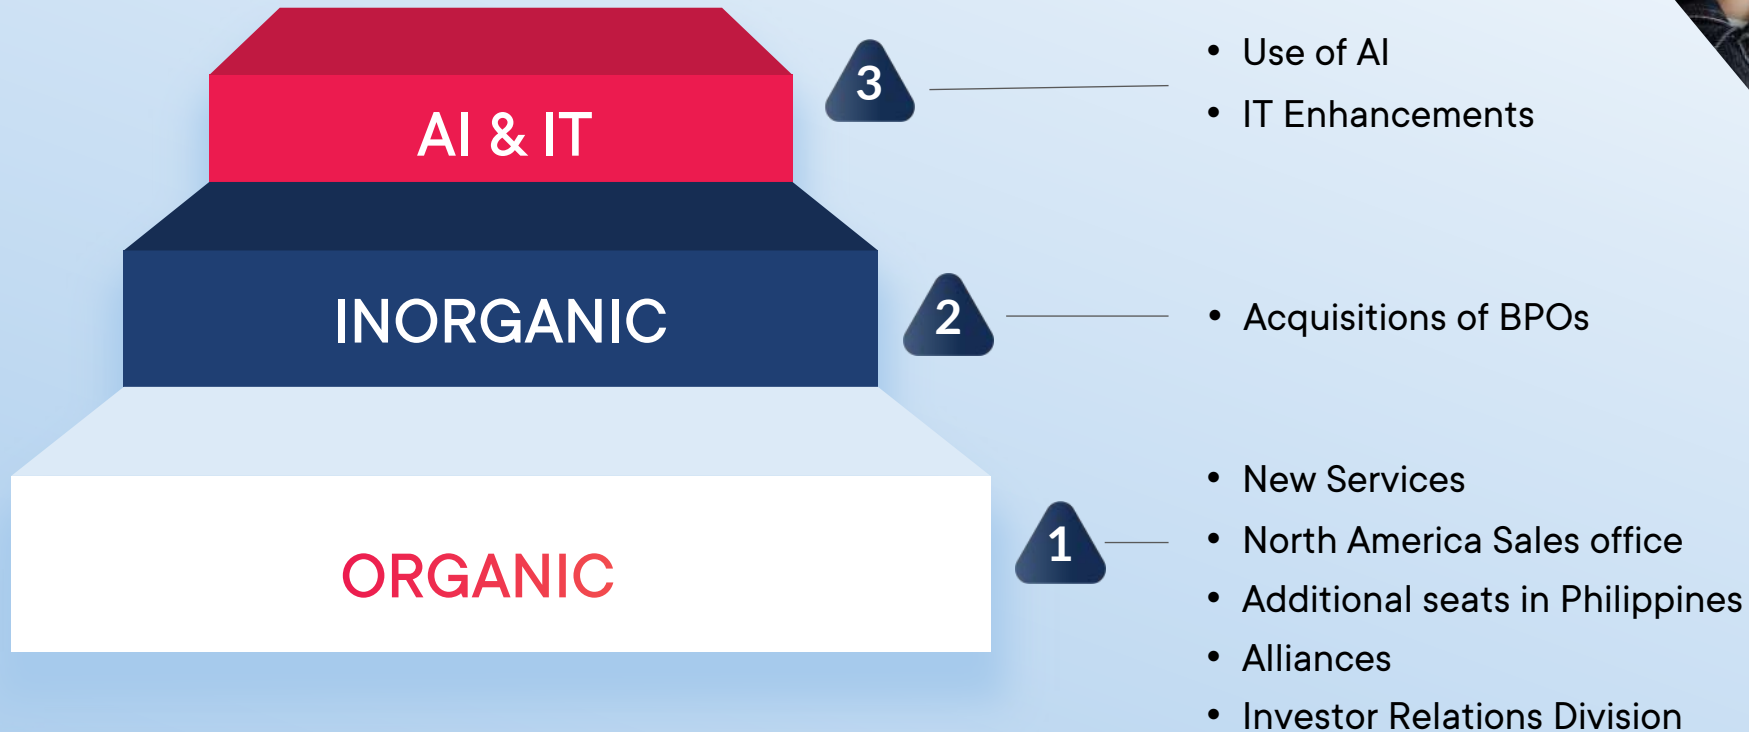 AI & IT
3
• Use of AI
• IT Enhancements
INORGANIC
2
• Acquisitions of BPOs
ORGANIC
1
• New Services
• North America Sales office
• Additional seats in Philippines
• Alliances
• Investor Relations Division